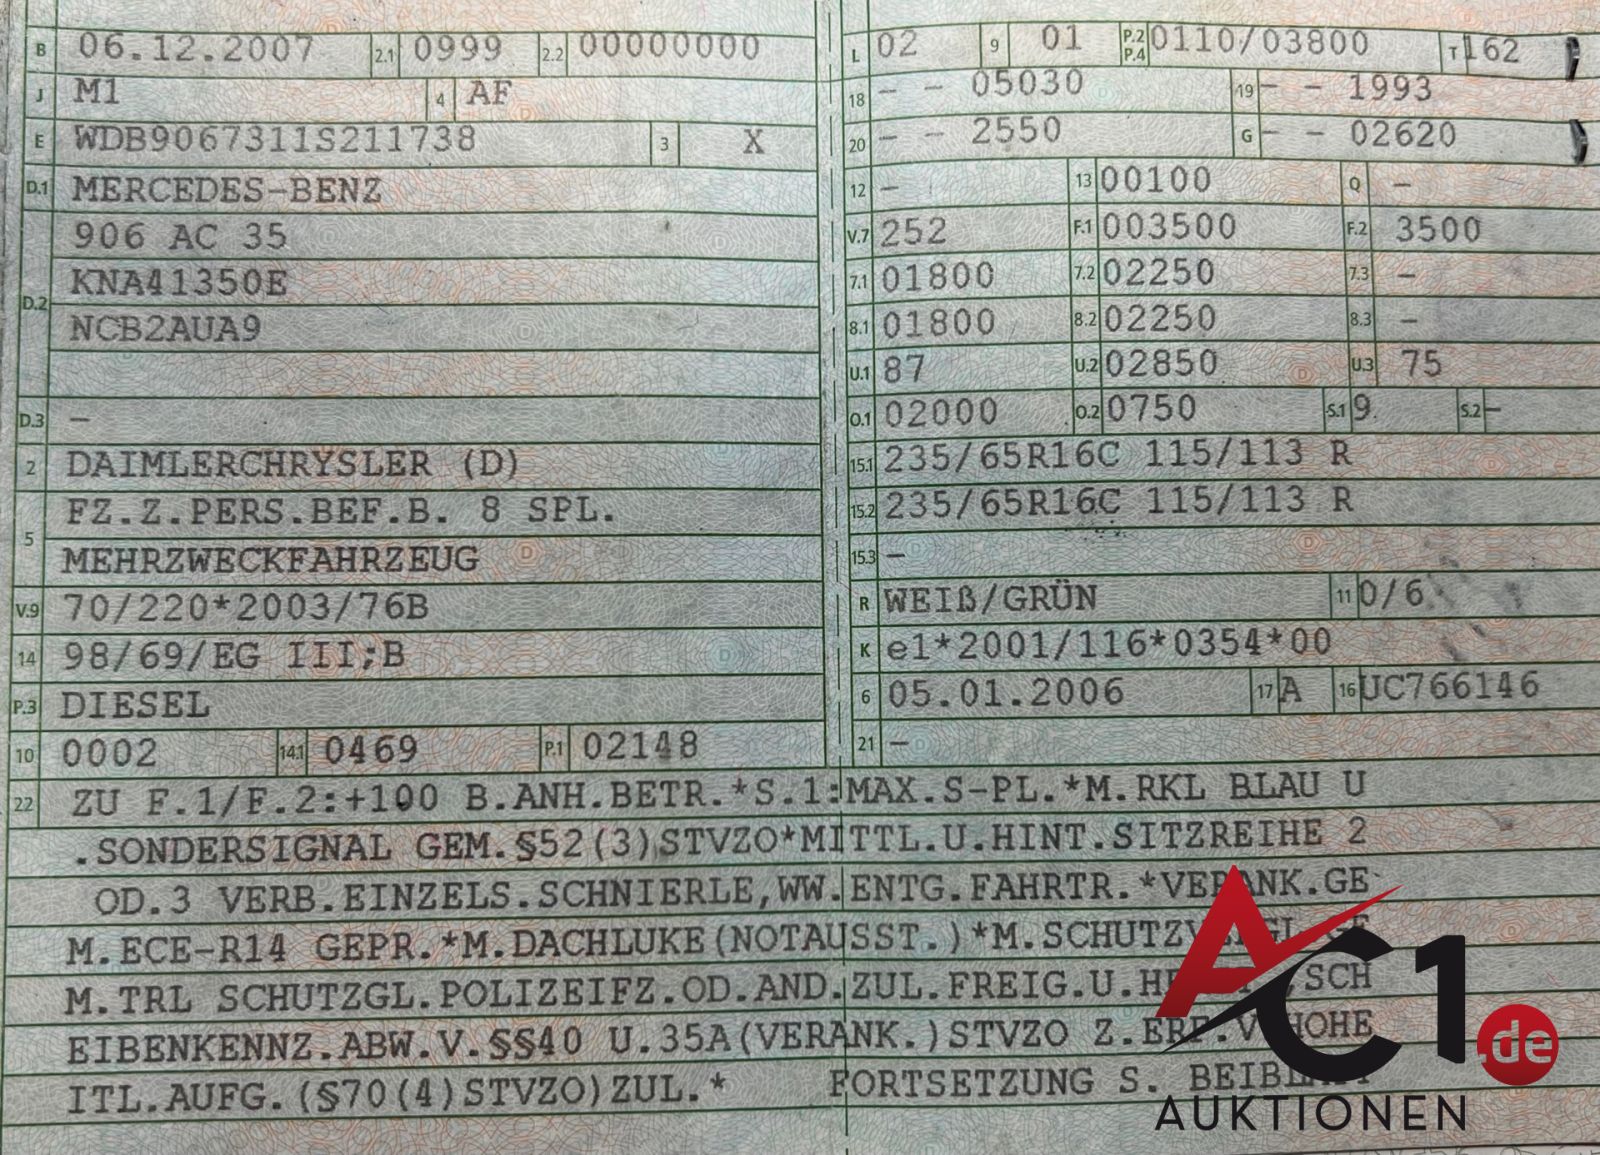 B 06.12.2007 2.1 0999 2.2 00000000
J M1 4 AF
E WDB9067311S211738 3 X
D.1 MERCEDES-BENZ
906 AC 35
D.2 KNA41350E
NCB2AUA9
D.3 –
2 DAIMLERCHRYSLER (D)
5 FZ.Z.PERS.BEF.B. 8 SPL.
MEHRZWECKFAHRZEUG
V.9 70/220*2003/76B
14 98/69/EG III;B
P.3 DIESEL
10 0002 14.1 0469 P.1 02148
L 02 9 01 P.2 P.4 0110/03800 T 162
18 – – 05030 19 – – 1993
20 – – 2550 G – – 02620
12 – 13 00100 Q –
V.7 252 F.1 003500 F.2 3500
7.1 01800 7.2 02250 7.3 –
8.1 01800 8.2 02250 8.3 –
U.1 87 U.2 02850 U.3 75
O.1 02000 O.2 0750 S.1 9 S.2 –
15.1 235/65R16C 115/113 R
15.2 235/65R16C 115/113 R
15.3 –
R WEIß/GRÜN 11 0/6
K e1*2001/116*0354*00
6 05.01.2006 17 A 16 UC766146
21 –
22 ZU F.1/F.2:+100 B.ANH.BETR.*S.1:MAX.S-PL.*M.RKL BLAU U
.SONDERSIGNAL GEM.§52(3)STVZO*MITTL.U.HINT.SITZREIHE 2
OD.3 VERB.EINZELS.SCHNIERLE,WW.ENTG.FAHRTR.*VERANK.GE
M.ECE-R14 GEPR.*M.DACHLUKE(NOTAUSST.)*M.SCHUTZ
M.TRL SCHUTZGL.POLIZEIFZ.OD.AND.ZUL.FREIG.U. SCH
EIBENKENNZ.ABW.V.§§40 U.35A(VERANK.)STVZO Z.ERF.V HOHE
ITL.AUFG.(§70(4)STVZO)ZUL.* FORTSETZUNG S.
AC1.de
AUKTIONEN